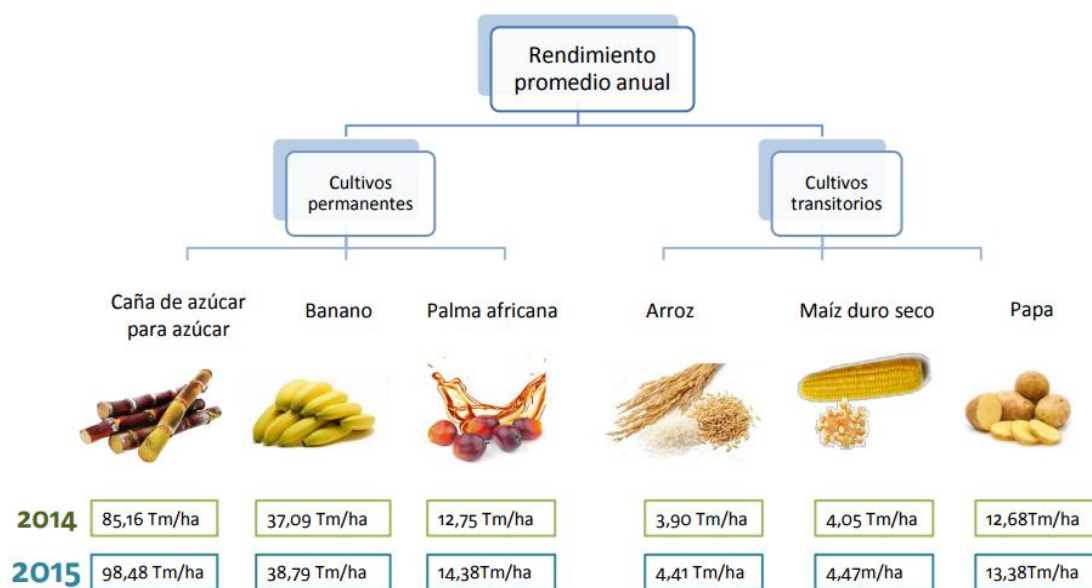 Rendimiento
promedio anual
Cultivos
permanentes
Cultivos
transitorios
Caña de azúcar
para azúcar
Banano
Palma africana
Arroz
Maíz duro seco
Papa
2014
85,16 Tm/ha
37,09 Tm/ha
12,75 Tm/ha
3,90 Tm/ha
4,05 Tm/ha
12,68Tm/ha
2015
98,48 Tm/ha
38,79 Tm/ha
14,38Tm/ha
4,41 Tm/ha
4,47m/ha
13,38Tm/ha